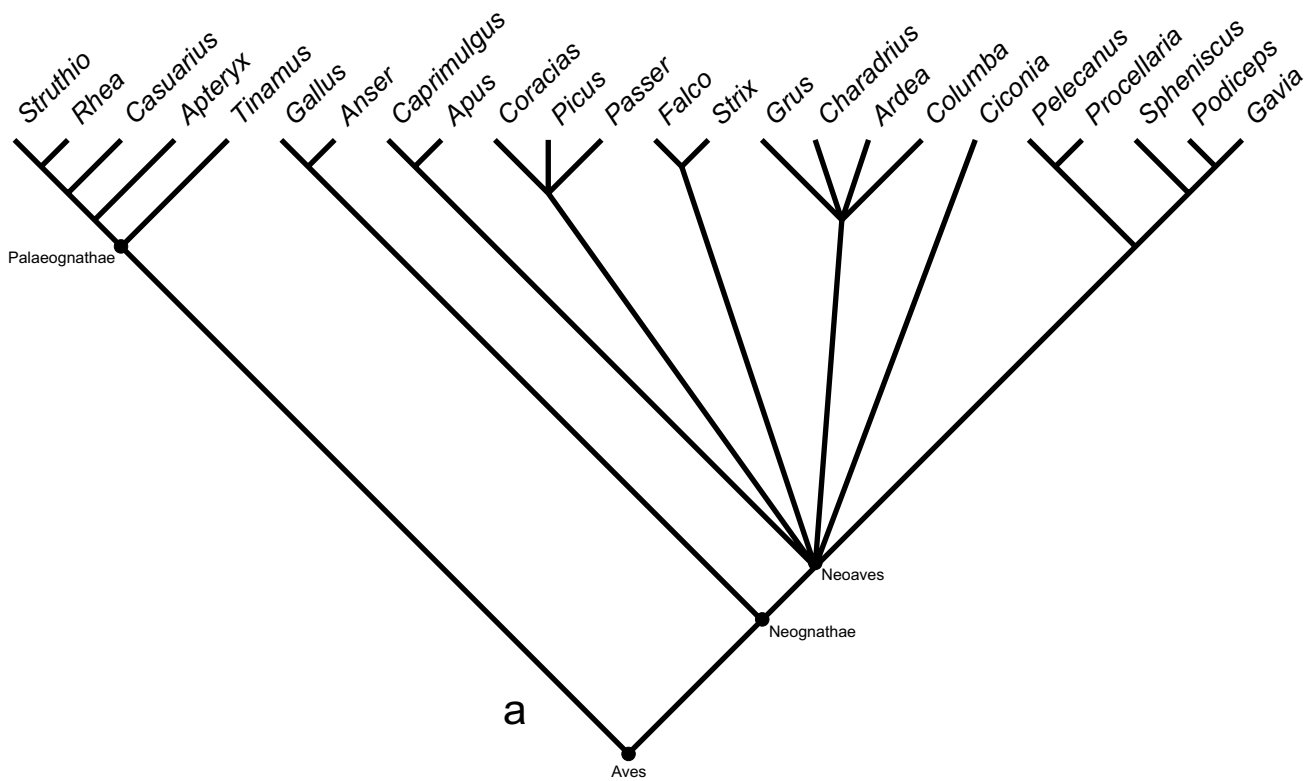 Struthio
Rhea
Casuarius
Apteryx
Tinamus
Gallus
Anser
Caprimulgus
Apus
Coracias
Picus
Passer
Falco
Strix
Grus
Charadrius
Ardea
Columba
Ciconia
Pelecanus
Procellaria
Spheniscus
Podiceps
Gavia
Palaeognathae
Neoaves
Neognathae
a
Aves